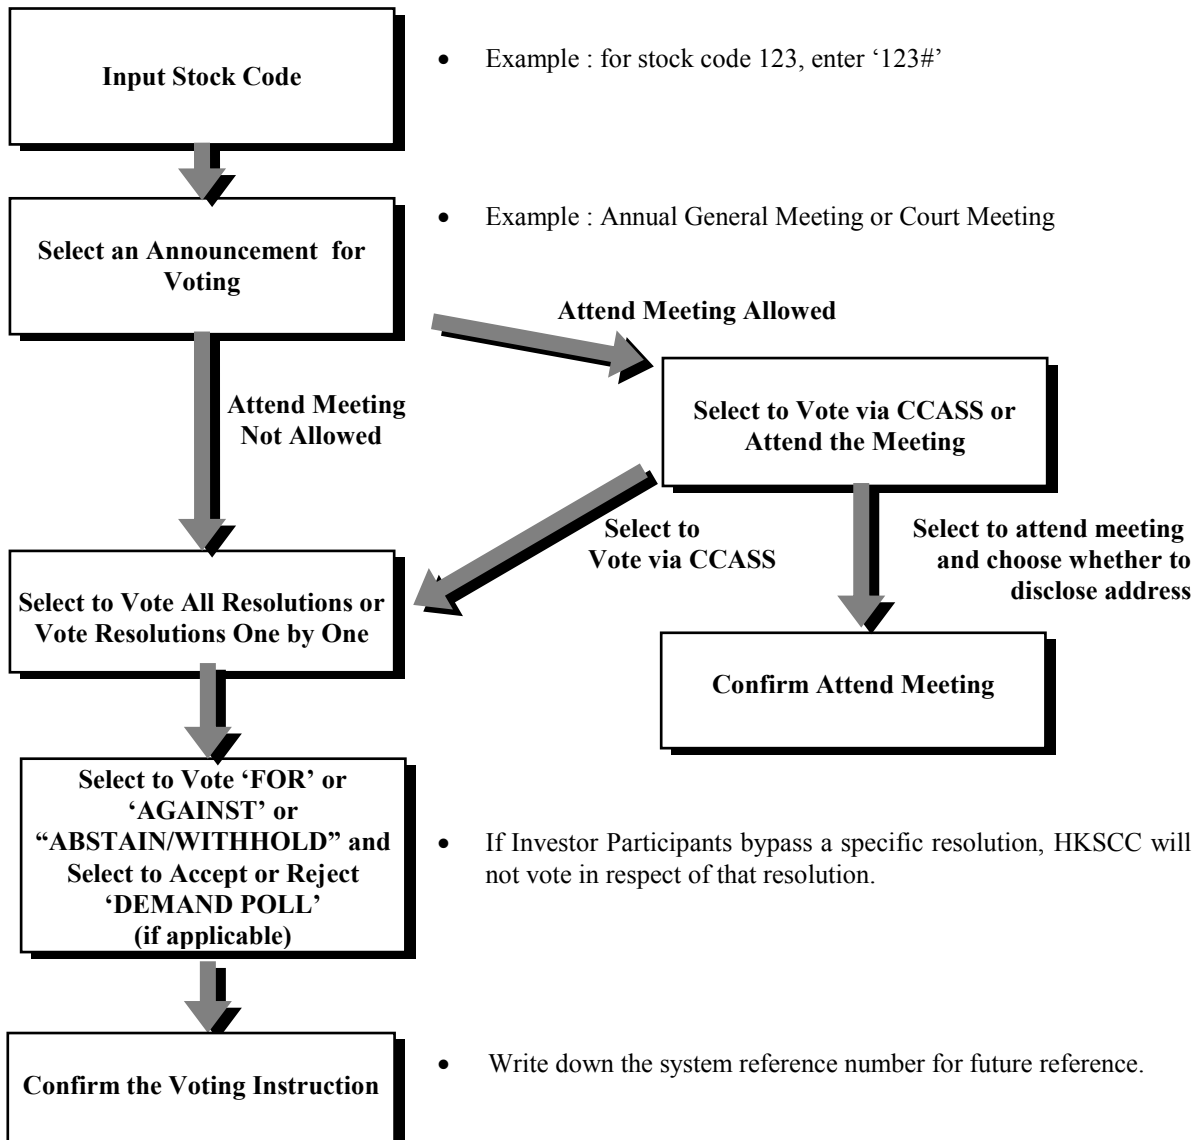 Input Stock Code
• Example : for stock code 123, enter ‘123#’
Select an Announcement for
Voting
• Example : Annual General Meeting or Court Meeting
Attend Meeting Allowed
Attend Meeting
Not Allowed
Select to Vote via CCASS or
Attend the Meeting
Select to
Vote via CCASS
Select to attend meeting
and choose whether to
disclose address
Select to Vote All Resolutions or
Vote Resolutions One by One
Confirm Attend Meeting
Select to Vote ‘FOR’ or
‘AGAINST’ or
“ABSTAIN/WITHHOLD” and
Select to Accept or Reject
‘DEMAND POLL’
(if applicable)
• If Investor Participants bypass a specific resolution, HKSCC will
not vote in respect of that resolution.
Confirm the Voting Instruction
• Write down the system reference number for future reference.